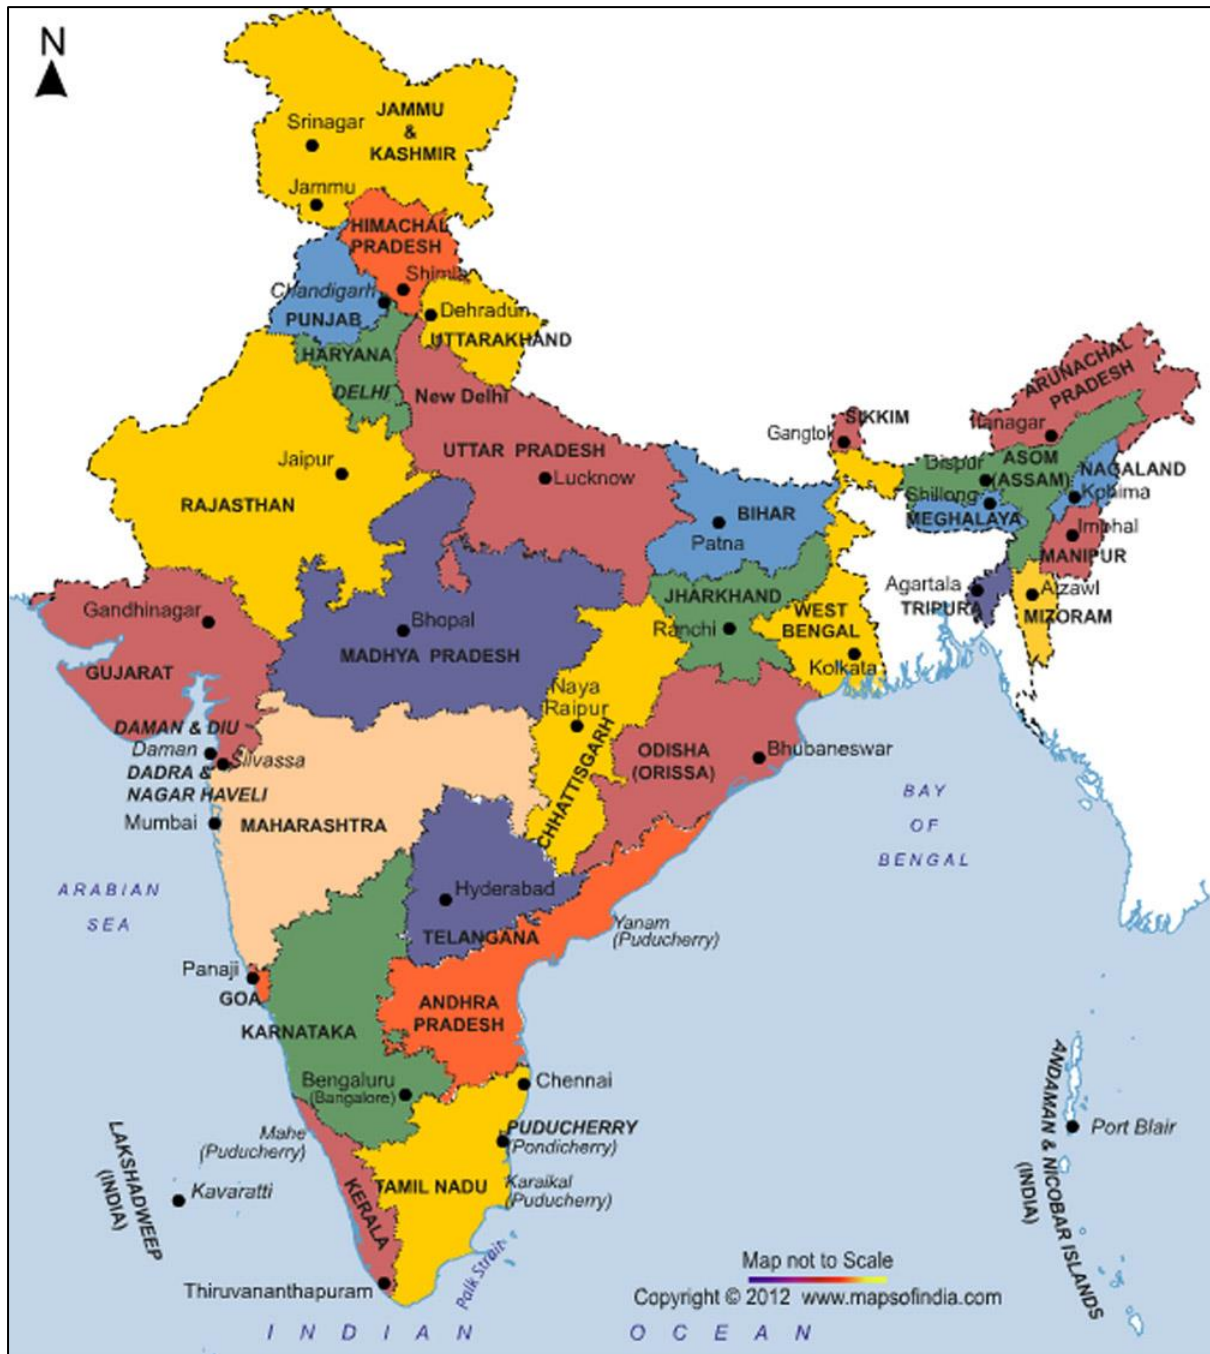 N
JAMMU
&
KASHMIR
Srinagar
Jammu
HIMACHAL
PRADESH
Shimla
Chandigarh
PUNJAB
Dehradun
UTTARAKHAND
HARYANA
DELHI
New Delhi
UTTAR PRADESH
Lucknow
Jaipur
RAJASTHAN
SIKKIM
Gangtok
ARUNACHAL
PRADESH
Itanagar
Dispur
ASOM
(ASSAM)
NAGALAND
Kohima
Shillong
MEGHALAYA
Imphal
MANIPUR
BIHAR
Patna
Agartala
TRIPURA
Aizawl
MIZORAM
JHARKHAND
Ranchi
WEST
BENGAL
Kolkata
Gandhinagar
GUJARAT
Bhopal
MADHYA PRADESH
Naya
Raipur
CHHATTISGARH
ODISHA
(ORISSA)
Bhubaneswar
DAMAN & DIU
Daman
Silvassa
DADRA &
NAGAR HAVELI
Mumbai
MAHARASHTRA
BAY
OF
BENGAL
ARABIAN
SEA
Hyderabad
TELANGANA
Yanam
(Puducherry)
Panaji
GOA
KARNATAKA
ANDHRA
PRADESH
Bengaluru
(Bangalore)
Chennai
PUDUCHERRY
(Pondicherry)
Mahe
(Puducherry)
Karaikal
(Puducherry)
TAMIL NADU
KERALA
LAKSHADWEEP
(INDIA)
Kavaratti
Thiruvananthapuram
Palk Strait
ANDAMAN & NICOBAR ISLANDS
(INDIA)
Port Blair
Map not to Scale
Copyright © 2012 www.mapsofindia.com
INDIAN OCEAN